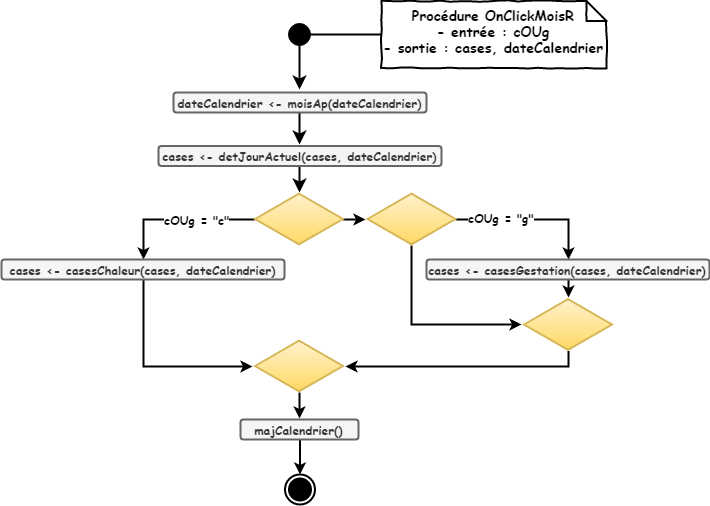 Procédure OnClickMoisR
- entrée : cOUg
- sortie : cases, dateCalendrier
dateCalendrier <- moisAp(dateCalendrier)
cases <- detJourActuel(cases, dateCalendrier)
cOUg = "c"
cOUg = "g"
cases <- casesChaleur(cases, dateCalendrier)
cases <- casesGestation(cases, dateCalendrier)
majCalendrier()